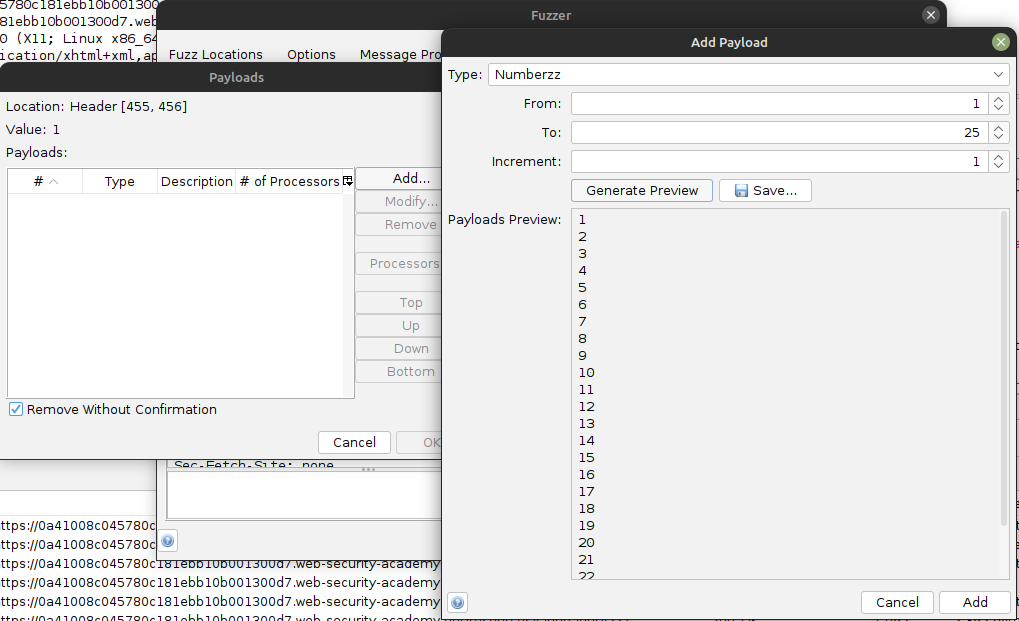 5780c181ebb10b001300
81ebb10b001300d7.web
0 (X11; Linux x86_64
ication/xhtml+xml,ap
Fuzzer
Fuzz Locations Options Message Pro
Payloads
Location: Header [455, 456]
Value: 1
Payloads:
# Type Description # of Processors
Add...
Modify...
Remove
Processors
Top
Up
Down
Bottom
Remove Without Confirmation
Cancel OK
Sec-Fetch-Site: none
ttps://0a41008c045780c
ttps://0a41008c045780c
ttps://0a41008c045780c181ebb10b001300d7.web-security-academy
ttps://0a41008c045780c181ebb10b001300d7.web-security-academy
ttps://0a41008c045780c181ebb10b001300d7.web-security-academy
Add Payload
Type: Numberzz
From: 1
To: 25
Increment: 1
Generate Preview Save...
Payloads Preview:
1
2
3
4
5
6
7
8
9
10
11
12
13
14
15
16
17
18
19
20
21
22
Cancel Add